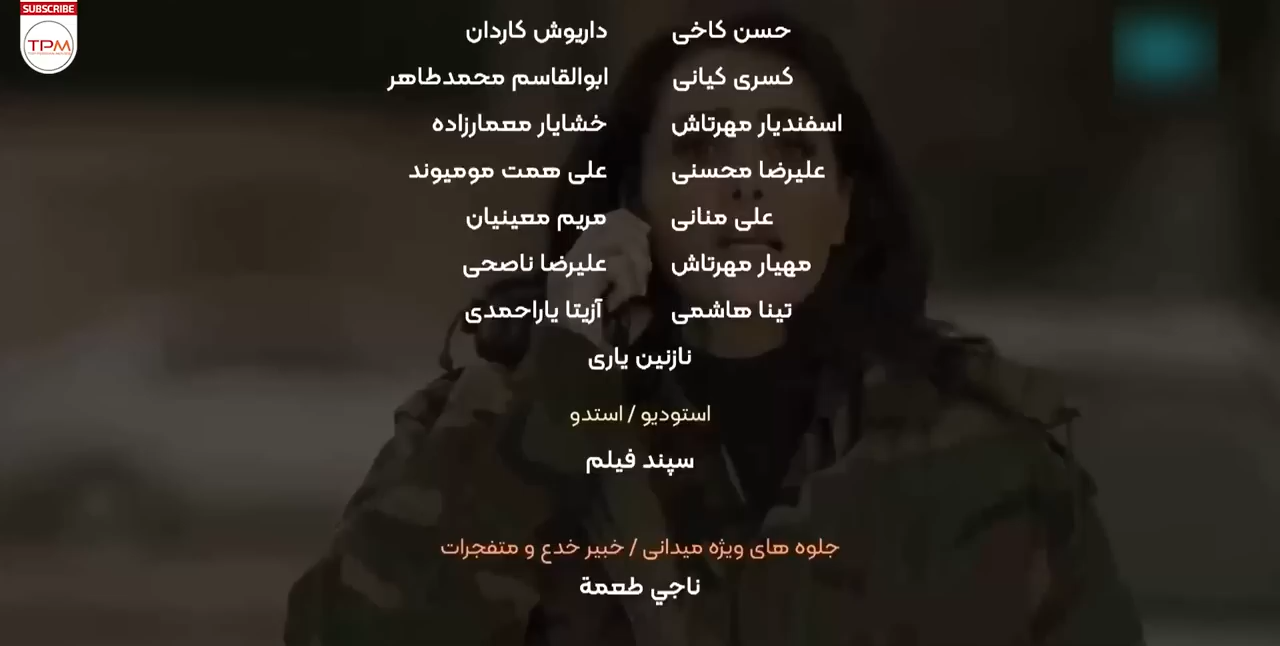 SUBSCRIBE
TPM
حسن کاخی داریوش کاردان
کسری کیانی ابوالقاسم محمدطاهر
اسفندیار مهرتاش خشایار معمارزاده
علیرضا محسنی علی همت مومیوند
علی منانی مریم معینیان
مهیار مهرتاش علیرضا ناصحی
تینا هاشمی آزیتا یاراحمدی
نازنین یاری
استودیو / استدو
سپند فیلم
جلوه های ویژه میدانی / خبیر خدع و متفجرات
ناجي طعمة